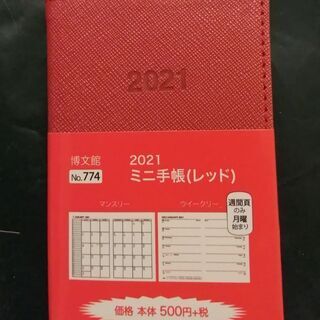 2021
博文館
No.774
2021
ミニ手帳(レッド)
マンスリー
ウイークリー
週間頁
のみ
月曜
始まり
価格 本体 500円+税